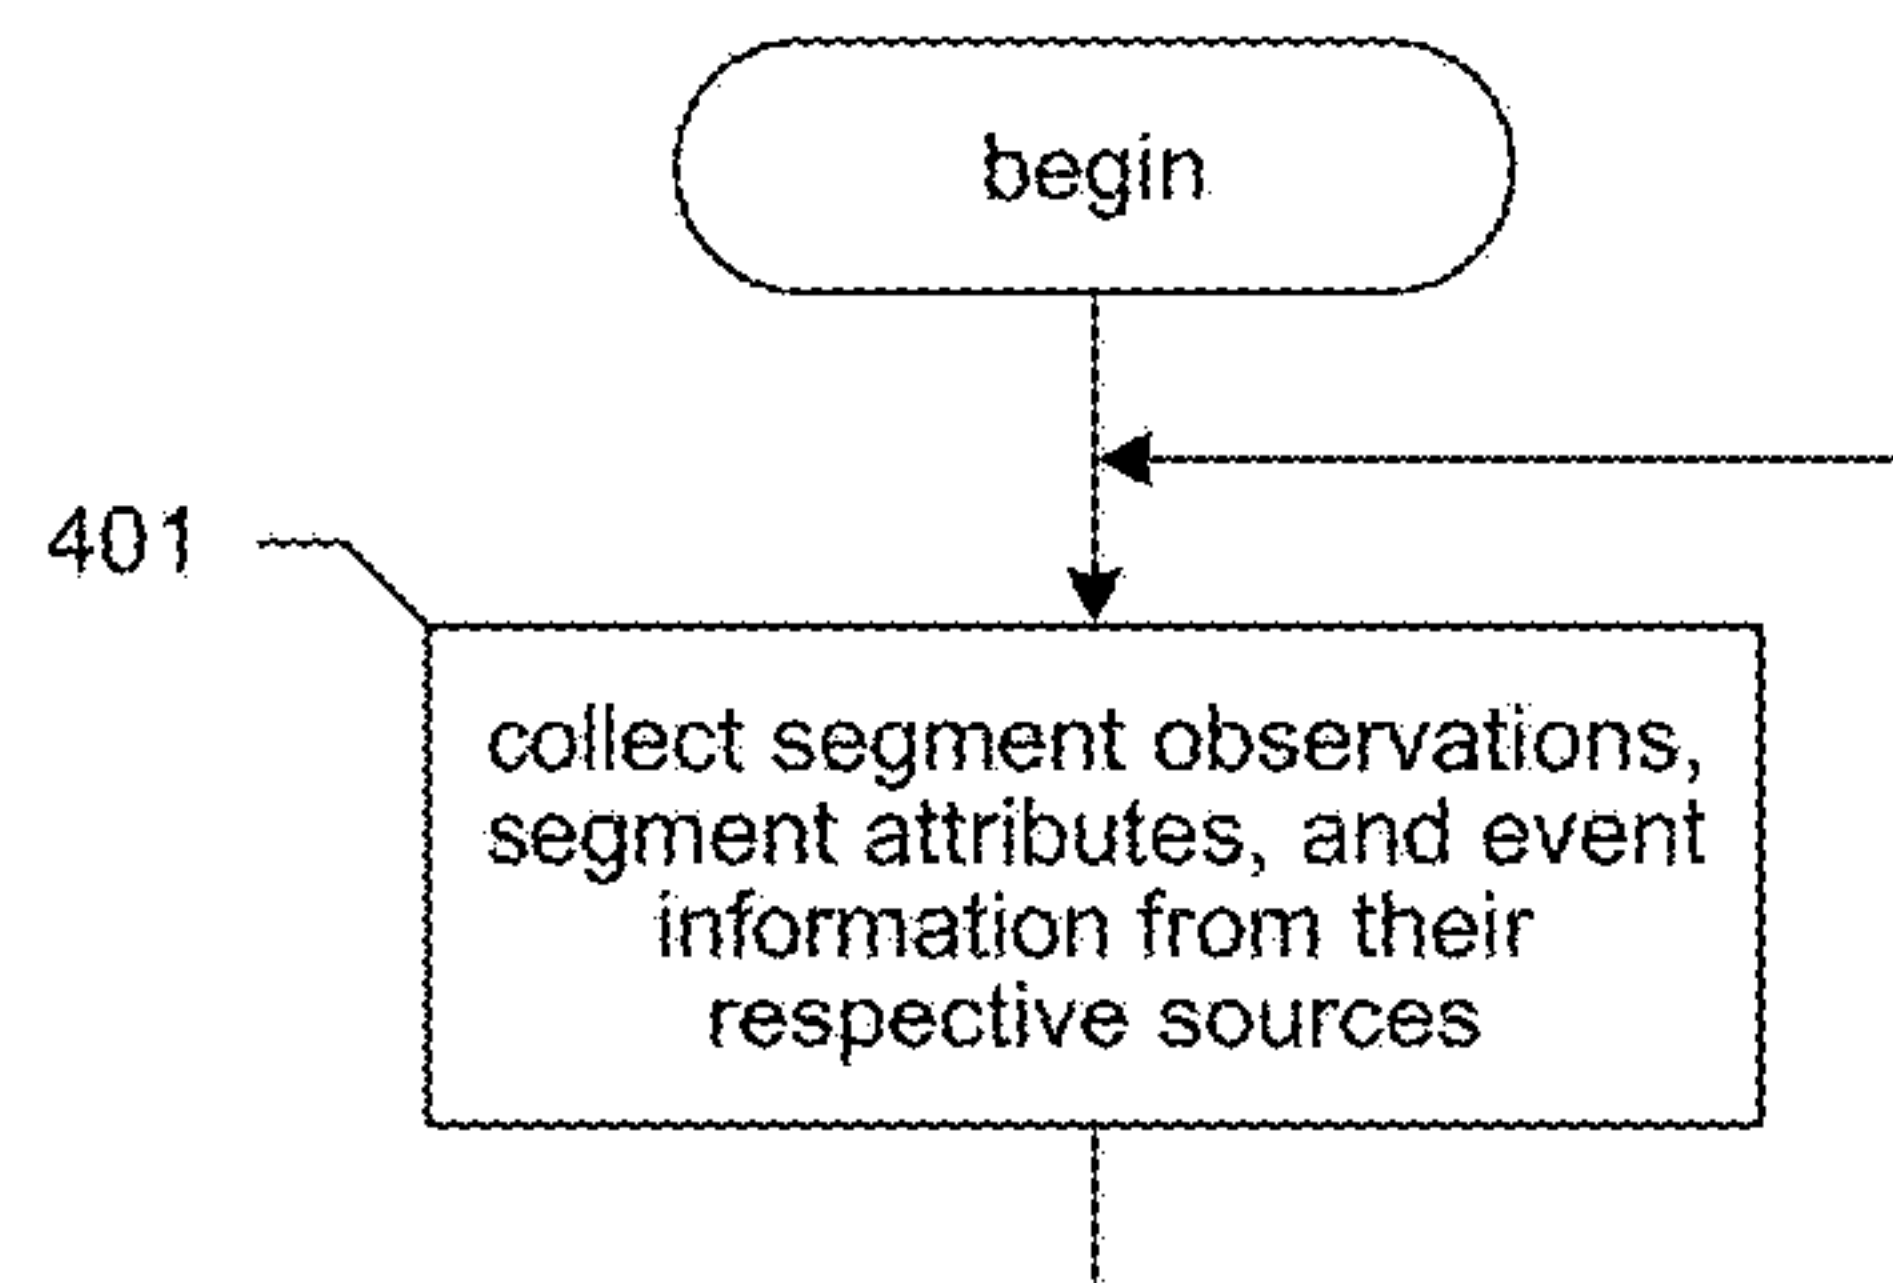 begin
401
collect segment observations,
segment attributes, and event
information from their
respective sources